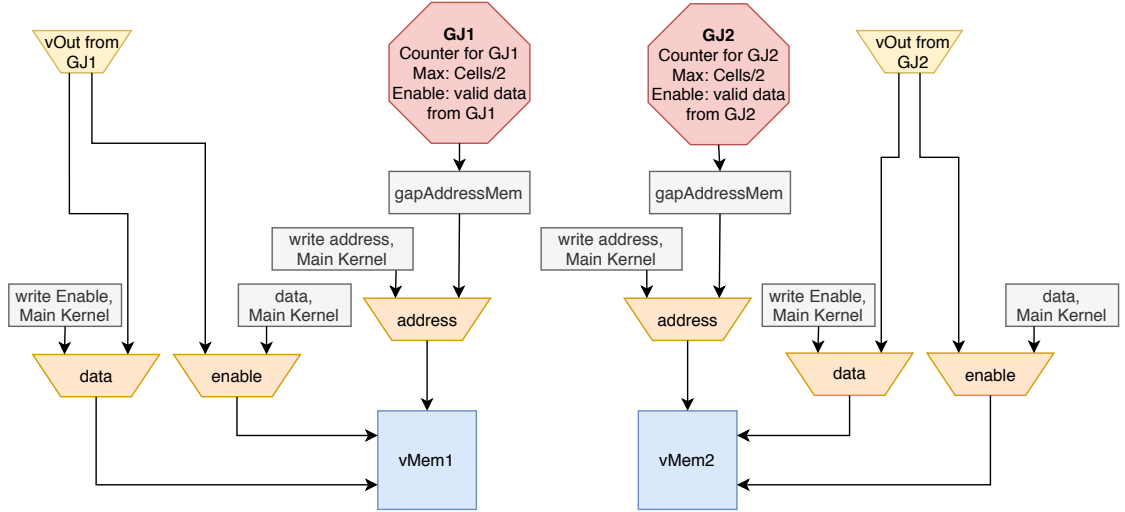 vOut from
GJ1
GJ1
Counter for GJ1
Max: Cells/2
Enable: valid data
from GJ1
GJ2
Counter for GJ2
Max: Cells/2
Enable: valid data
from GJ2
vOut from
GJ2
gapAddressMem
gapAddressMem
write address,
Main Kernel
write address,
Main Kernel
write Enable,
Main Kernel
data,
Main Kernel
address
address
write Enable,
Main Kernel
data,
Main Kernel
data
enable
data
enable
vMem1
vMem2